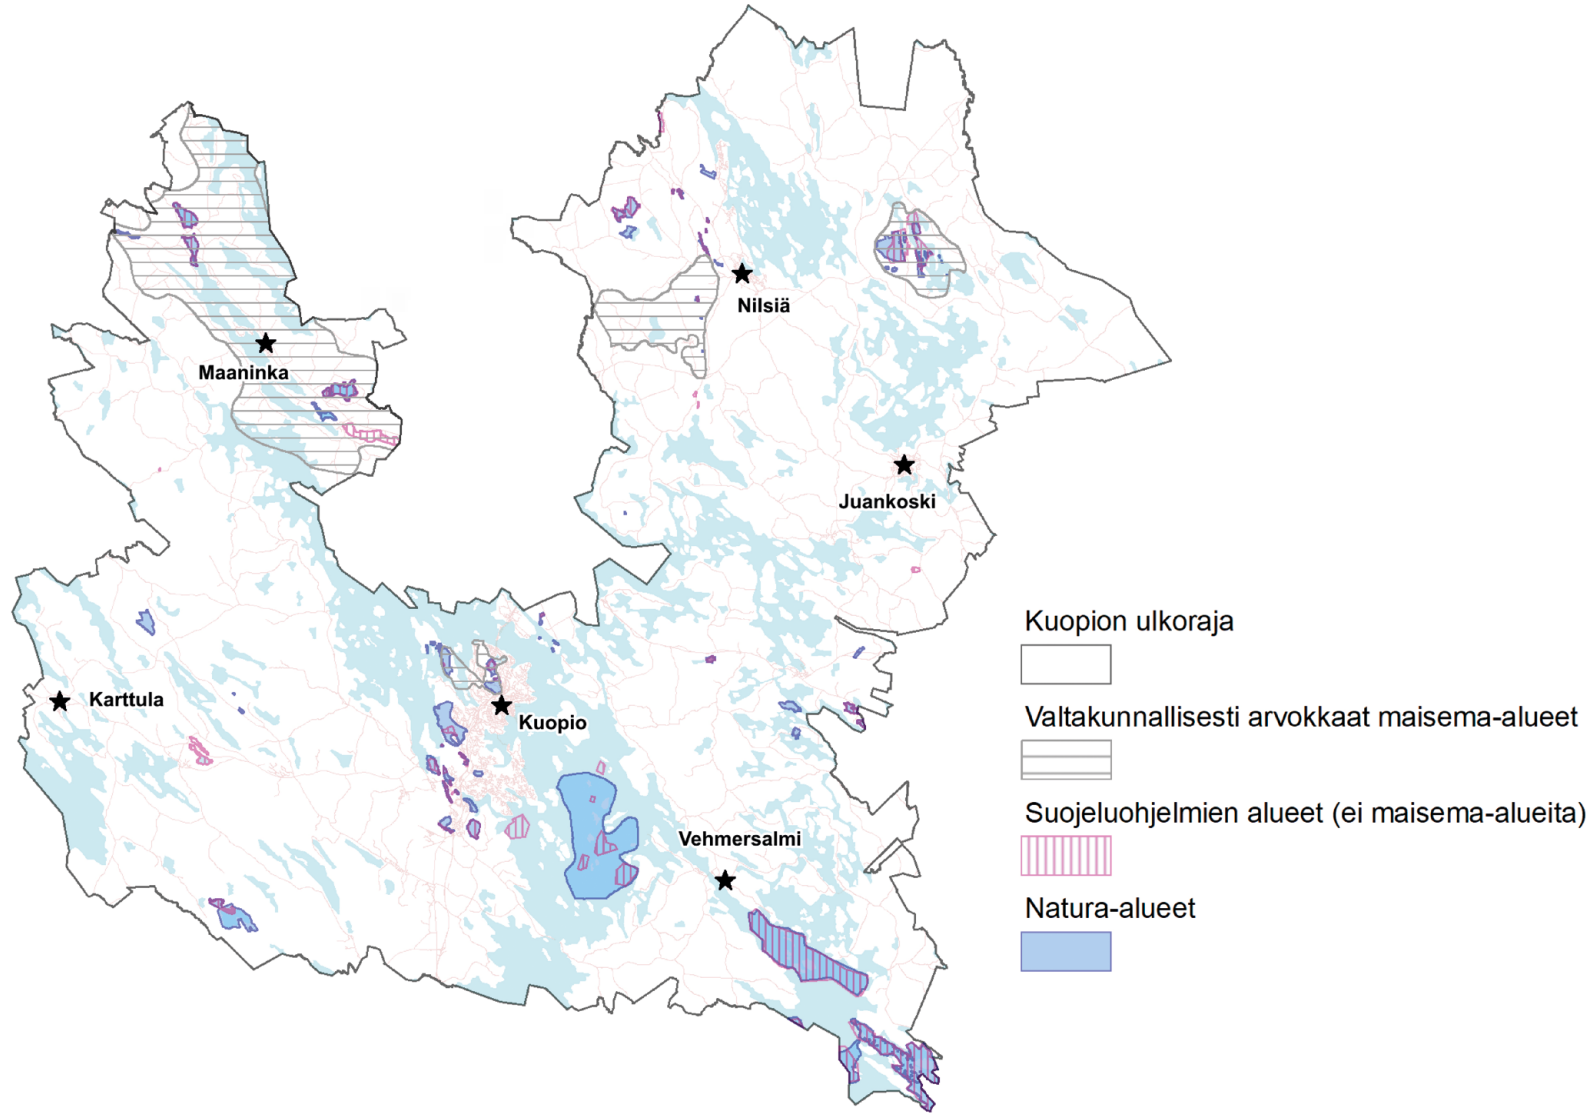 Nilsiä
Maaninka
Juankoski
Karttula
Kuopio
Vehmersalmi
Kuopion ulkoraja
Valtakunnallisesti arvokkaat maisema-alueet
Suojeluohjelmien alueet (ei maisema-alueita)
Natura-alueet